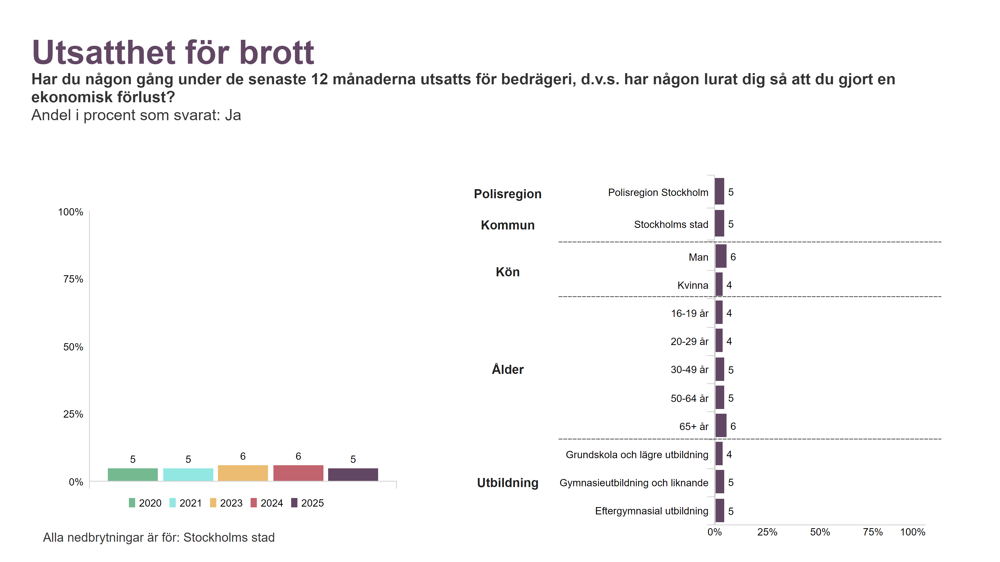 Utsatthet för brott
Har du någon gång under de senaste 12 månaderna utsatts för bedrägeri, d.v.s. har någon lurat dig så att du gjort en
ekonomisk förlust?
Andel i procent som svarat: Ja
100%
75%
50%
25%
0%
5 5 6 6 5
2020 2021 2023 2024 2025
Alla nedbrytningar är för: Stockholms stad
Polisregion
Polisregion Stockholm 5
Kommun
Stockholms stad 5
Kön
Man 6
Kvinna 4
Ålder
16-19 år 4
20-29 år 4
30-49 år 5
50-64 år 5
65+ år 6
Utbildning
Grundskola och lägre utbildning 4
Gymnasieutbildning och liknande 5
Eftergymnasial utbildning 5
0% 25% 50% 75% 100%